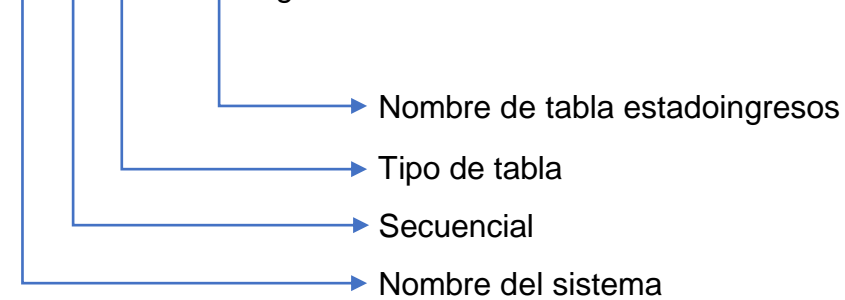 Nombre de tabla estadoingresos
Tipo de tabla
Secuencial
Nombre del sistema